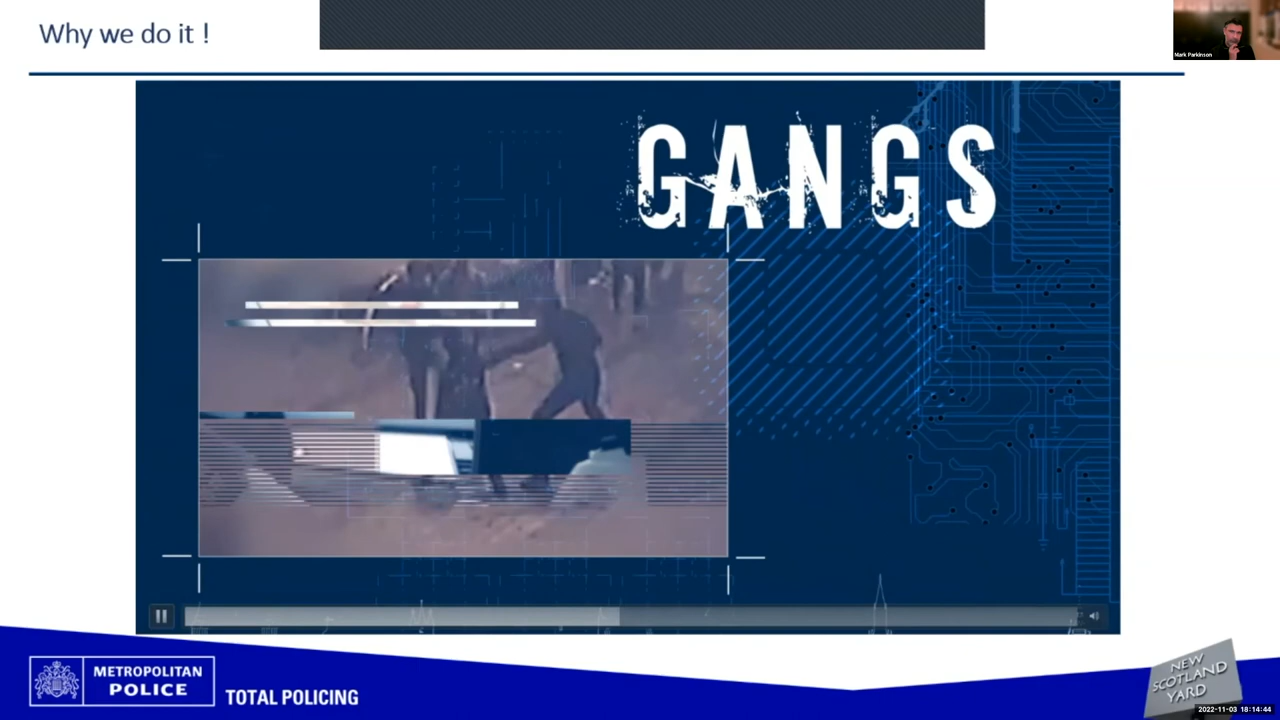 Why we do it !
Mark Parkinson
GANGS
METROPOLITAN
POLICE
TOTAL POLICING
NEW
SCOTLAND
YARD
2022-11-03 18:14:44